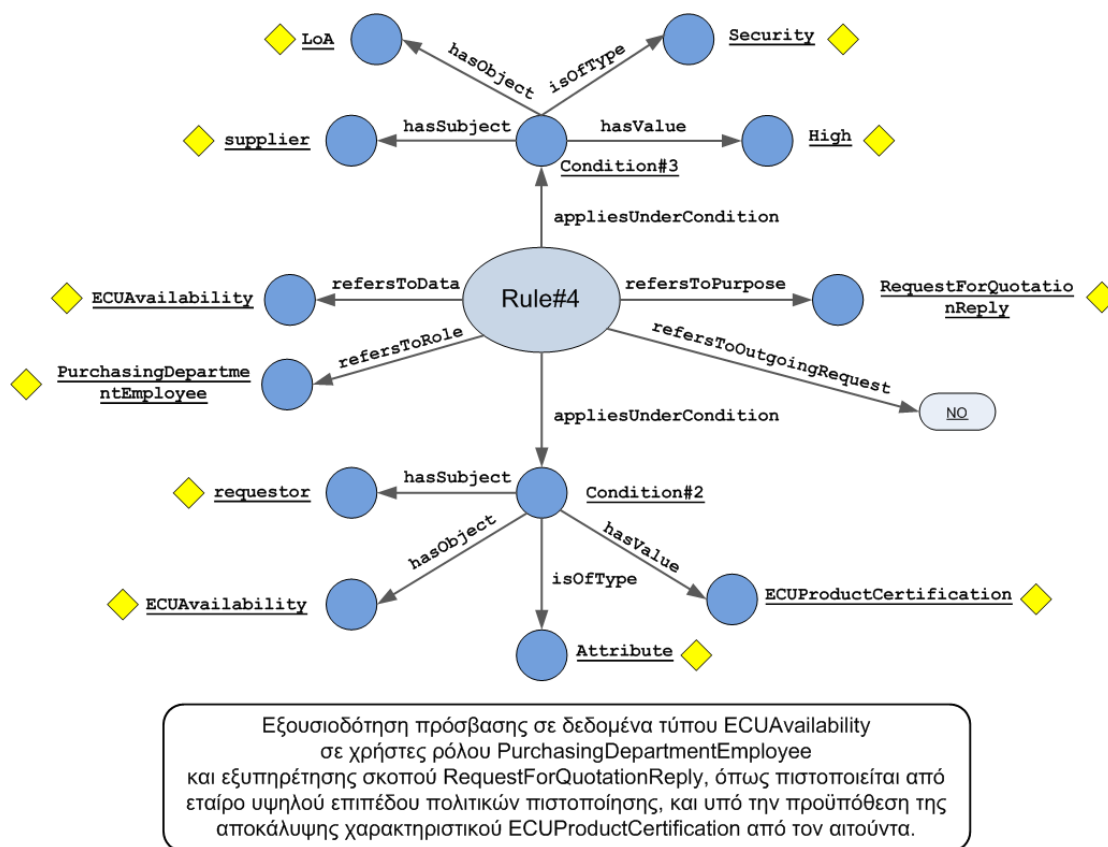 LoA
hasObject
isOfType
Security
supplier
hasSubject
hasValue
High
Condition#3
appliesUnderCondition
ECUAvailability
refersToData
Rule#4
refersToPurpose
RequestForQuotatio
nReply
refersToRole
refersToOutgoingRequest
PurchasingDepartme
ntEmployee
NO
appliesUnderCondition
requestor
hasSubject
Condition#2
hasObject
hasValue
isOfType
ECUAvailability
ECUProductCertification
Attribute
Εξουσιοδότηση πρόσβασης σε δεδομένα τύπου ECUAvailability
σε χρήστες ρόλου PurchasingDepartmentEmployee
και εξυπηρέτησης σκοπού RequestForQuotationReply, όπως πιστοποιείται από
εταίρο υψηλού επιπέδου πολιτικών πιστοποίησης, και υπό την προϋπόθεση της
αποκάλυψης χαρακτηριστικού ECUProductCertification από τον αιτούντα.